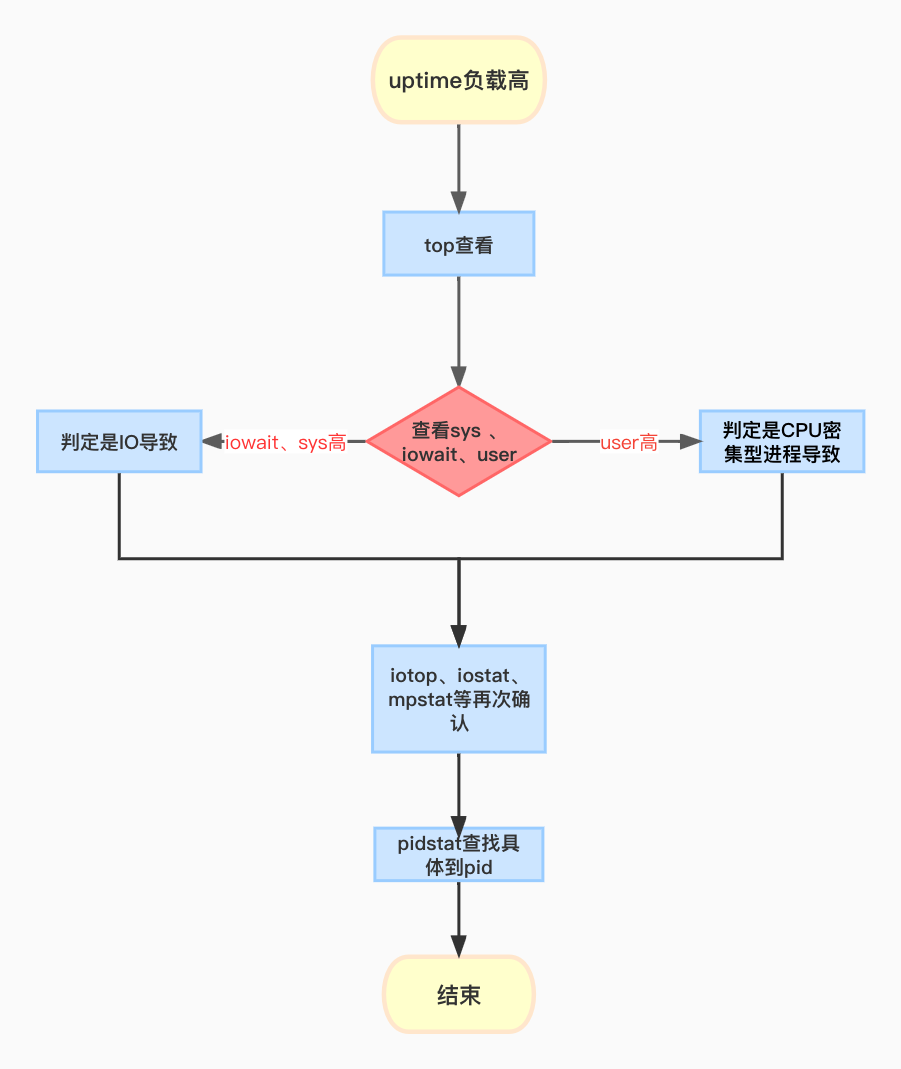 uptime负载高
top查看
查看sys 、
iowait、user
iowait、sys高
user高
判定是IO导致
判定是CPU密
集型进程导致
iotop、iostat、
mpstat等再次确
认
pidstat查找具
体到pid
结束